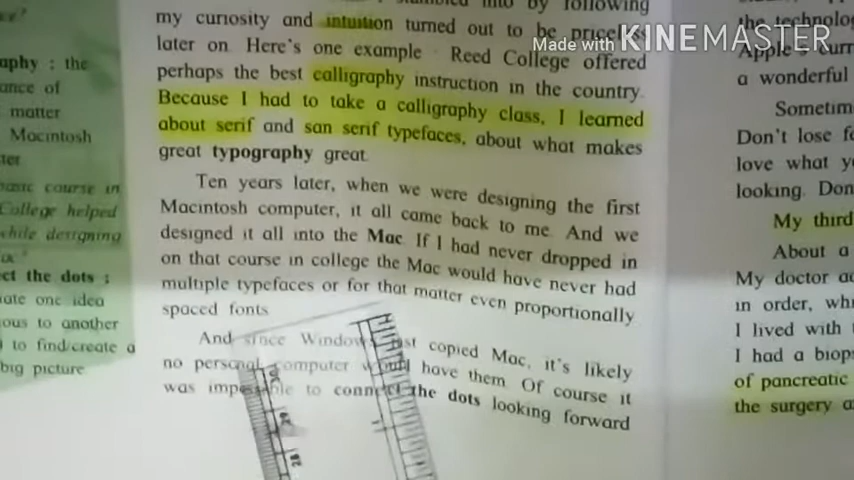 into by following
my curiosity and intuition turned out to be priceless
later on. Here's one example Reed College offered
perhaps the best calligraphy instruction in the country.
Because I had to take a calligraphy class, I learned
about serif and san serif typefaces, about what makes
great typography great
Ten years later, when we were designing the first
Macintosh computer, it all came back to me. And we
designed it all into the Mac. If I had never dropped in
on that course in college the Mac would have never had
multiple typefaces or for that matter even proportionally
spaced fonts
And since Windows just copied Mac, it's likely
no personal computer would have them. Of course it
was impossible to connect the dots looking forward
Made with KINEMASTER
aphy : the
ance of
matter
Macintosh
basic course in
College helped
while designing
ct the dots :
ate one idea
ous to another
to find/create a
big picture
the technolog
Apple's curr
a wonderful
Sometim
Don't lose f
love what y
looking. Don
My third
About a
My doctor
in order, wh
I lived with
I had a biop
of pancreatic
the surgery a